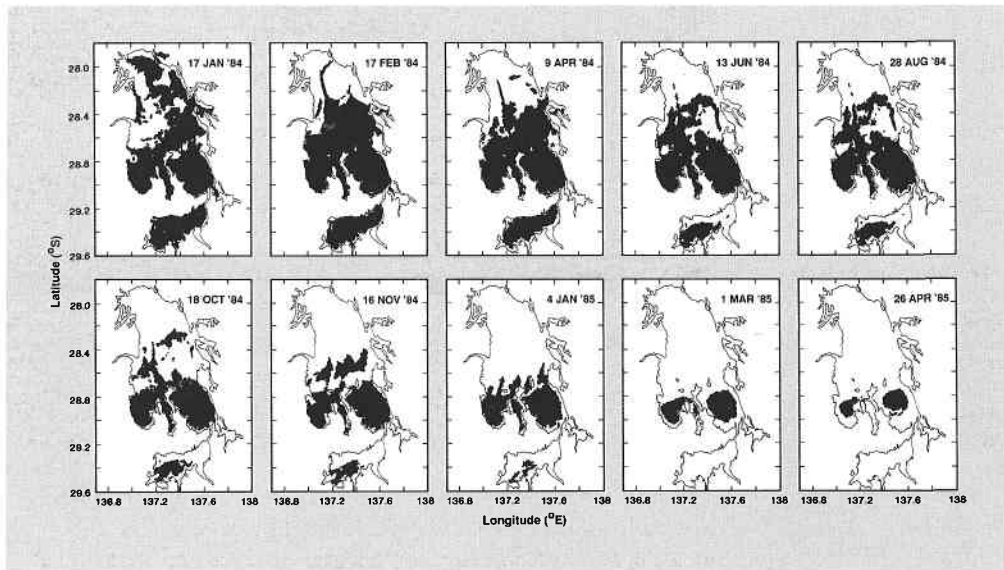 17 JAN '84
17 FEB '84
9 APR '84
13 JUN '84
28 AUG '84
28.0
28.4
28.8
29.2
29.6
Latitude (°S)
18 OCT '84
16 NOV '84
4 JAN '85
1 MAR '85
26 APR '85
28.0
28.4
28.8
29.2
29.6
136.8 137.2 137.6 138
136.8 137.2 137.6 138
136.8 137.2 137.6 138
136.8 137.2 137.6 138
136.8 137.2 137.6 138
Longitude (°E)